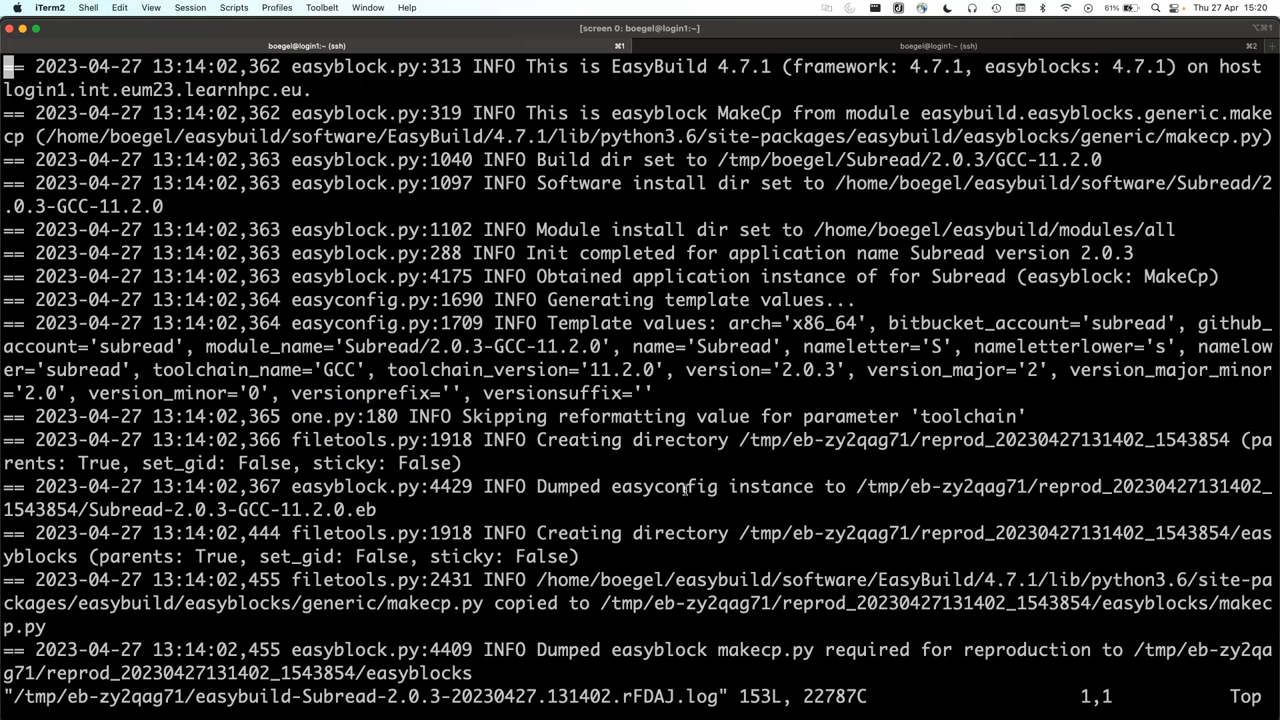 iTerm2 Shell Edit View Session Scripts Profiles Toolbelt Window Help 61% Thu 27 Apr 15:20
[screen 0: boegel@login1:~ (ssh) ⌥⌘1
boegel@login1:~ (ssh) ⌘1 boegel@login1:~ (ssh) ⌘2 +
== 2023-04-27 13:14:02,362 easyblock.py:313 INFO This is EasyBuild 4.7.1 (framework: 4.7.1, easyblocks: 4.7.1) on host
login1.int.eum23.learnhpc.eu.
== 2023-04-27 13:14:02,362 easyblock.py:319 INFO This is easyblock MakeCp from module easybuild.easyblocks.generic.make
cp (/home/boegel/easybuild/software/EasyBuild/4.7.1/lib/python3.6/site-packages/easybuild/easyblocks/generic/makecp.py)
== 2023-04-27 13:14:02,363 easyblock.py:1040 INFO Build dir set to /tmp/boegel/Subread/2.0.3/GCC-11.2.0
== 2023-04-27 13:14:02,363 easyblock.py:1097 INFO Software install dir set to /home/boegel/easybuild/software/Subread/2
.0.3-GCC-11.2.0
== 2023-04-27 13:14:02,363 easyblock.py:1102 INFO Module install dir set to /home/boegel/easybuild/modules/all
== 2023-04-27 13:14:02,363 easyblock.py:288 INFO Init completed for application name Subread version 2.0.3
== 2023-04-27 13:14:02,363 easyblock.py:4175 INFO Obtained application instance of for Subread (easyblock: MakeCp)
== 2023-04-27 13:14:02,364 easyconfig.py:1690 INFO Generating template values...
== 2023-04-27 13:14:02,364 easyconfig.py:1709 INFO Template values: arch='x86_64', bitbucket_account='subread', github_
account='subread', module_name='Subread/2.0.3-GCC-11.2.0', name='Subread', nameletter='S', nameletterlower='s', namelow
er='subread', toolchain_name='GCC', toolchain_version='11.2.0', version='2.0.3', version_major='2', version_major_minor
='2.0', version_minor='0', versionprefix='', versionsuffix=''
== 2023-04-27 13:14:02,365 one.py:180 INFO Skipping reformatting value for parameter 'toolchain'
== 2023-04-27 13:14:02,366 filetools.py:1918 INFO Creating directory /tmp/eb-zy2qag71/reprod_20230427131402_1543854 (pa
rents: True, set_gid: False, sticky: False)
== 2023-04-27 13:14:02,367 easyblock.py:4429 INFO Dumped easyconfig instance to /tmp/eb-zy2qag71/reprod_20230427131402_
1543854/Subread-2.0.3-GCC-11.2.0.eb
== 2023-04-27 13:14:02,444 filetools.py:1918 INFO Creating directory /tmp/eb-zy2qag71/reprod_20230427131402_1543854/eas
yblocks (parents: True, set_gid: False, sticky: False)
== 2023-04-27 13:14:02,455 filetools.py:2431 INFO /home/boegel/easybuild/software/EasyBuild/4.7.1/lib/python3.6/site-pa
ckages/easybuild/easyblocks/generic/makecp.py copied to /tmp/eb-zy2qag71/reprod_20230427131402_1543854/easyblocks/makec
p.py
== 2023-04-27 13:14:02,455 easyblock.py:4409 INFO Dumped easyblock makecp.py required for reproduction to /tmp/eb-zy2qa
g71/reprod_20230427131402_1543854/easyblocks
"/tmp/eb-zy2qag71/easybuild-Subread-2.0.3-20230427.131402.rFDAJ.log" 153L, 22787C 1,1 Top